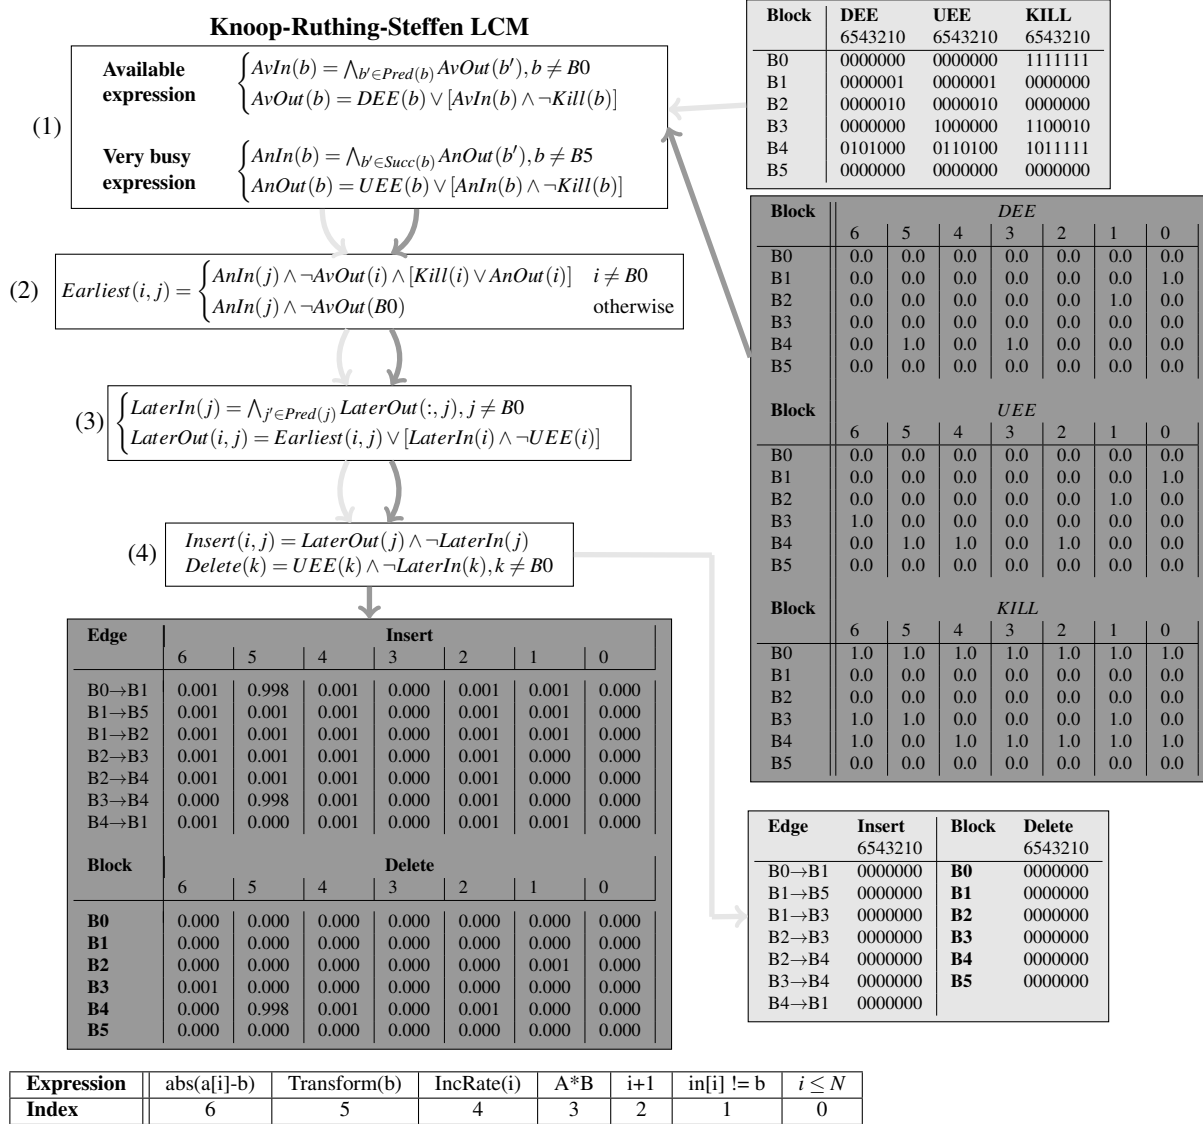 Knoop-Ruthing-Steffen LCM
(1)
Available expression
AvIn(b) = ⋀b′∈Pred(b) AvOut(b′), b ≠ B0
AvOut(b) = DEE(b) ∨ [AvIn(b) ∧ ¬Kill(b)]
Very busy expression
AnIn(b) = ⋀b′∈Succ(b) AnOut(b′), b ≠ B5
AnOut(b) = UEE(b) ∨ [AnIn(b) ∧ ¬Kill(b)]
(2)
Earliest(i, j) =
AnIn(j) ∧ ¬AvOut(i) ∧ [Kill(i) ∨ AnOut(i)] i ≠ B0
AnIn(j) ∧ ¬AvOut(B0) otherwise
(3)
LaterIn(j) = ⋀j′∈Pred(j) LaterOut(:, j), j ≠ B0
LaterOut(i, j) = Earliest(i, j) ∨ [LaterIn(i) ∧ ¬UEE(i)]
(4)
Insert(i, j) = LaterOut(j) ∧ ¬LaterIn(j)
Delete(k) = UEE(k) ∧ ¬LaterIn(k), k ≠ B0
Edge Insert
6 5 4 3 2 1 0
B0→B1 0.001 0.998 0.001 0.000 0.001 0.001 0.000
B1→B5 0.001 0.001 0.001 0.000 0.001 0.001 0.000
B1→B2 0.001 0.001 0.001 0.000 0.001 0.001 0.000
B2→B3 0.001 0.001 0.001 0.000 0.001 0.000 0.000
B2→B4 0.001 0.001 0.001 0.000 0.001 0.000 0.000
B3→B4 0.000 0.998 0.001 0.000 0.001 0.000 0.000
B4→B1 0.001 0.000 0.001 0.000 0.001 0.001 0.000
Block Delete
6 5 4 3 2 1 0
B0 0.000 0.000 0.000 0.000 0.000 0.000 0.000
B1 0.000 0.000 0.000 0.000 0.000 0.000 0.000
B2 0.000 0.000 0.000 0.000 0.000 0.001 0.000
B3 0.001 0.000 0.000 0.000 0.000 0.000 0.000
B4 0.000 0.998 0.001 0.000 0.001 0.000 0.000
B5 0.000 0.000 0.000 0.000 0.000 0.000 0.000
Block DEE UEE KILL
6543210 6543210 6543210
B0 0000000 0000000 1111111
B1 0000001 0000001 0000000
B2 0000010 0000010 0000000
B3 0000000 1000000 1100010
B4 0101000 0110100 1011111
B5 0000000 0000000 0000000
Block DEE
6 5 4 3 2 1 0
B0 0.0 0.0 0.0 0.0 0.0 0.0 0.0
B1 0.0 0.0 0.0 0.0 0.0 0.0 1.0
B2 0.0 0.0 0.0 0.0 0.0 1.0 0.0
B3 0.0 0.0 0.0 0.0 0.0 0.0 0.0
B4 0.0 1.0 0.0 1.0 0.0 0.0 0.0
B5 0.0 0.0 0.0 0.0 0.0 0.0 0.0
Block UEE
6 5 4 3 2 1 0
B0 0.0 0.0 0.0 0.0 0.0 0.0 0.0
B1 0.0 0.0 0.0 0.0 0.0 0.0 1.0
B2 0.0 0.0 0.0 0.0 0.0 1.0 0.0
B3 1.0 0.0 0.0 0.0 0.0 0.0 0.0
B4 0.0 1.0 1.0 0.0 1.0 0.0 0.0
B5 0.0 0.0 0.0 0.0 0.0 0.0 0.0
Block KILL
6 5 4 3 2 1 0
B0 1.0 1.0 1.0 1.0 1.0 1.0 1.0
B1 0.0 0.0 0.0 0.0 0.0 0.0 0.0
B2 0.0 0.0 0.0 0.0 0.0 0.0 0.0
B3 1.0 1.0 0.0 0.0 0.0 1.0 0.0
B4 1.0 0.0 1.0 1.0 1.0 1.0 1.0
B5 0.0 0.0 0.0 0.0 0.0 0.0 0.0
Edge Insert Block Delete
6543210 6543210
B0→B1 0000000 B0 0000000
B1→B5 0000000 B1 0000000
B1→B3 0000000 B2 0000000
B2→B3 0000000 B3 0000000
B2→B4 0000000 B4 0000000
B3→B4 0000000 B5 0000000
B4→B1 0000000
Expression abs(a[i]-b) Transform(b) IncRate(i) A*B i+1 in[i] != b i ≤ N
Index 6 5 4 3 2 1 0